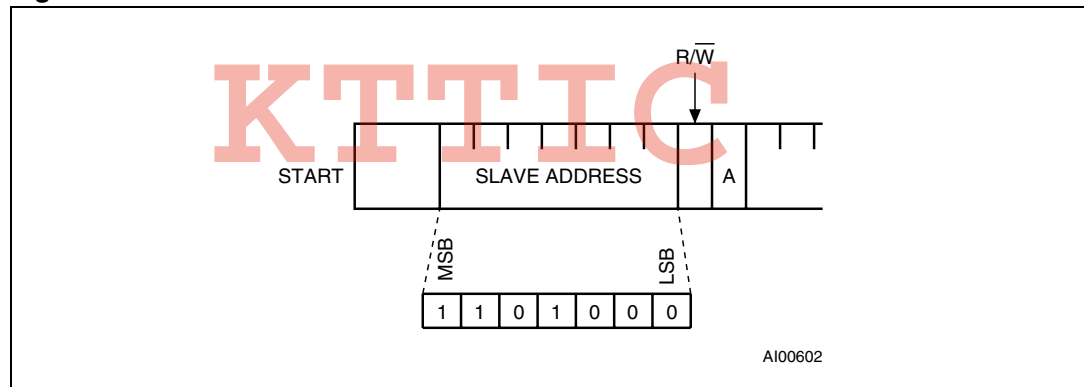 R/W̅
KTTIC
START
SLAVE ADDRESS
A
MSB
LSB
1 1 0 1 0 0 0
AI00602